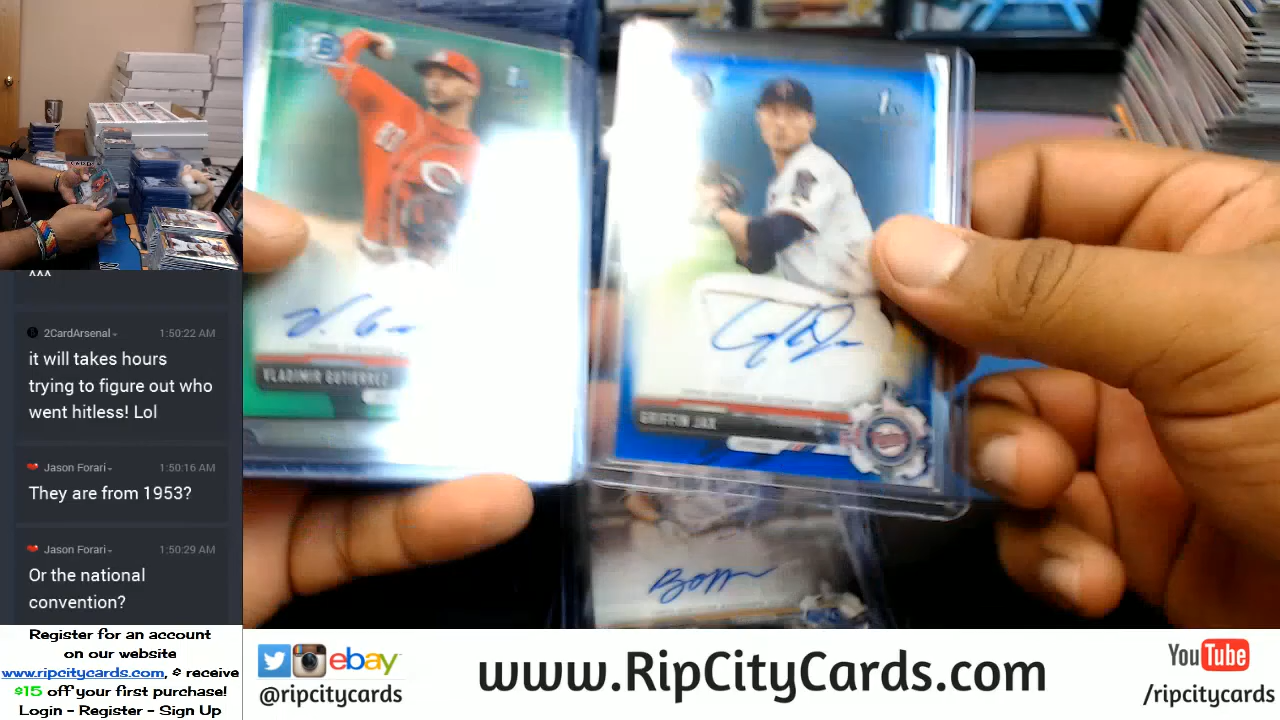 xxx
2CardArsenal
1:50:22 AM
it will takes hours
trying to figure out who
went hitless! Lol
Jason Forari
1:50:16 AM
They are from 1953?
Jason Forari
1:50:29 AM
Or the national
convention?
Register for an account
on our website
www.ripcitycards.com, & receive
$15 off your first purchase!
Login - Register - Sign Up
VLADIMIR GUTIERREZ
1st
GRIFFIN JAX
ebay
@ripcitycards
www.RipCityCards.com
YouTube
/ripcitycards